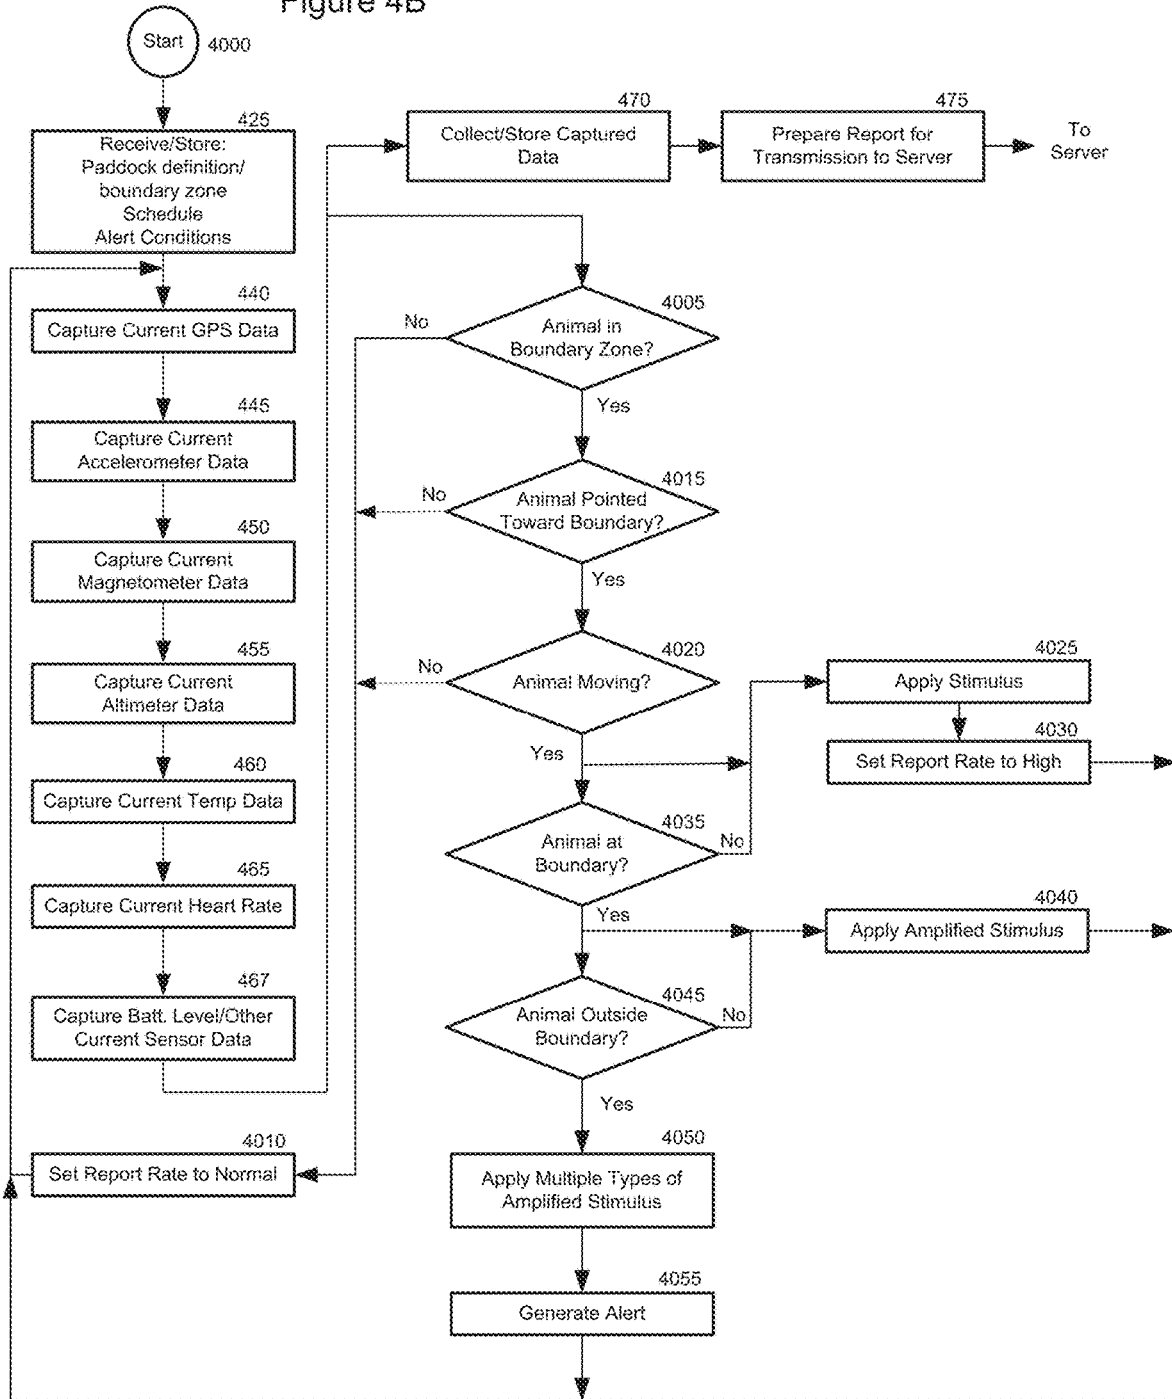 Figure 4B
Start
4000
425
Receive/Store:
Paddock definition/
boundary zone
Schedule
Alert Conditions
440
Capture Current GPS Data
445
Capture Current
Accelerometer Data
450
Capture Current
Magnetometer Data
455
Capture Current
Altimeter Data
460
Capture Current Temp Data
465
Capture Current Heart Rate
467
Capture Batt. Level/Other
Current Sensor Data
4010
Set Report Rate to Normal
470
Collect/Store Captured
Data
475
Prepare Report for
Transmission to Server
To
Server
4005
Animal in
Boundary Zone?
No
Yes
4015
Animal Pointed
Toward Boundary?
No
Yes
4020
Animal Moving?
No
Yes
4025
Apply Stimulus
4030
Set Report Rate to High
4035
Animal at
Boundary?
No
Yes
4040
Apply Amplified Stimulus
4045
Animal Outside
Boundary?
No
Yes
4050
Apply Multiple Types of
Amplified Stimulus
4055
Generate Alert